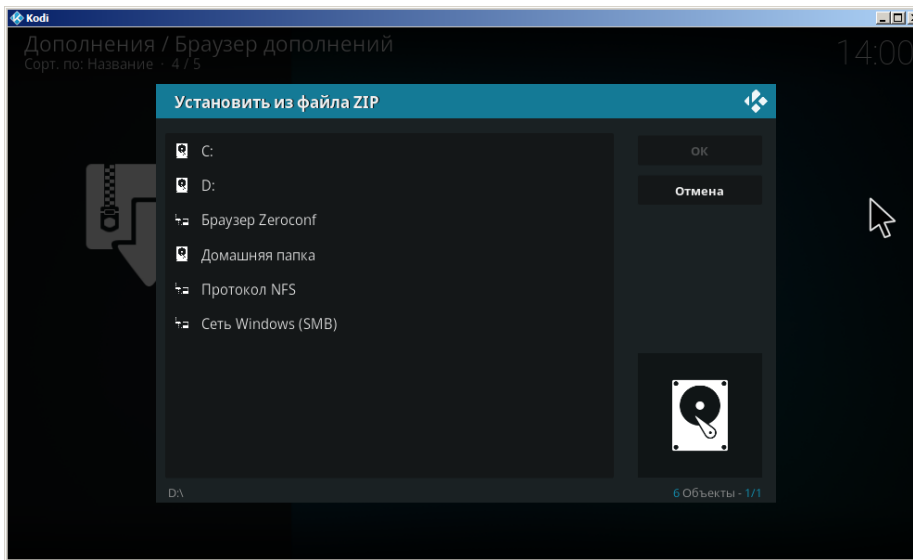 Kodi
Дополнения / Браузер дополнений
Сорт. по: Название · 4 / 5
14:00
Установить из файла ZIP
C:
D:
Браузер Zeroconf
Домашняя папка
Протокол NFS
Сеть Windows (SMB)
ОК
Отмена
D:\
6 Объекты - 1/1